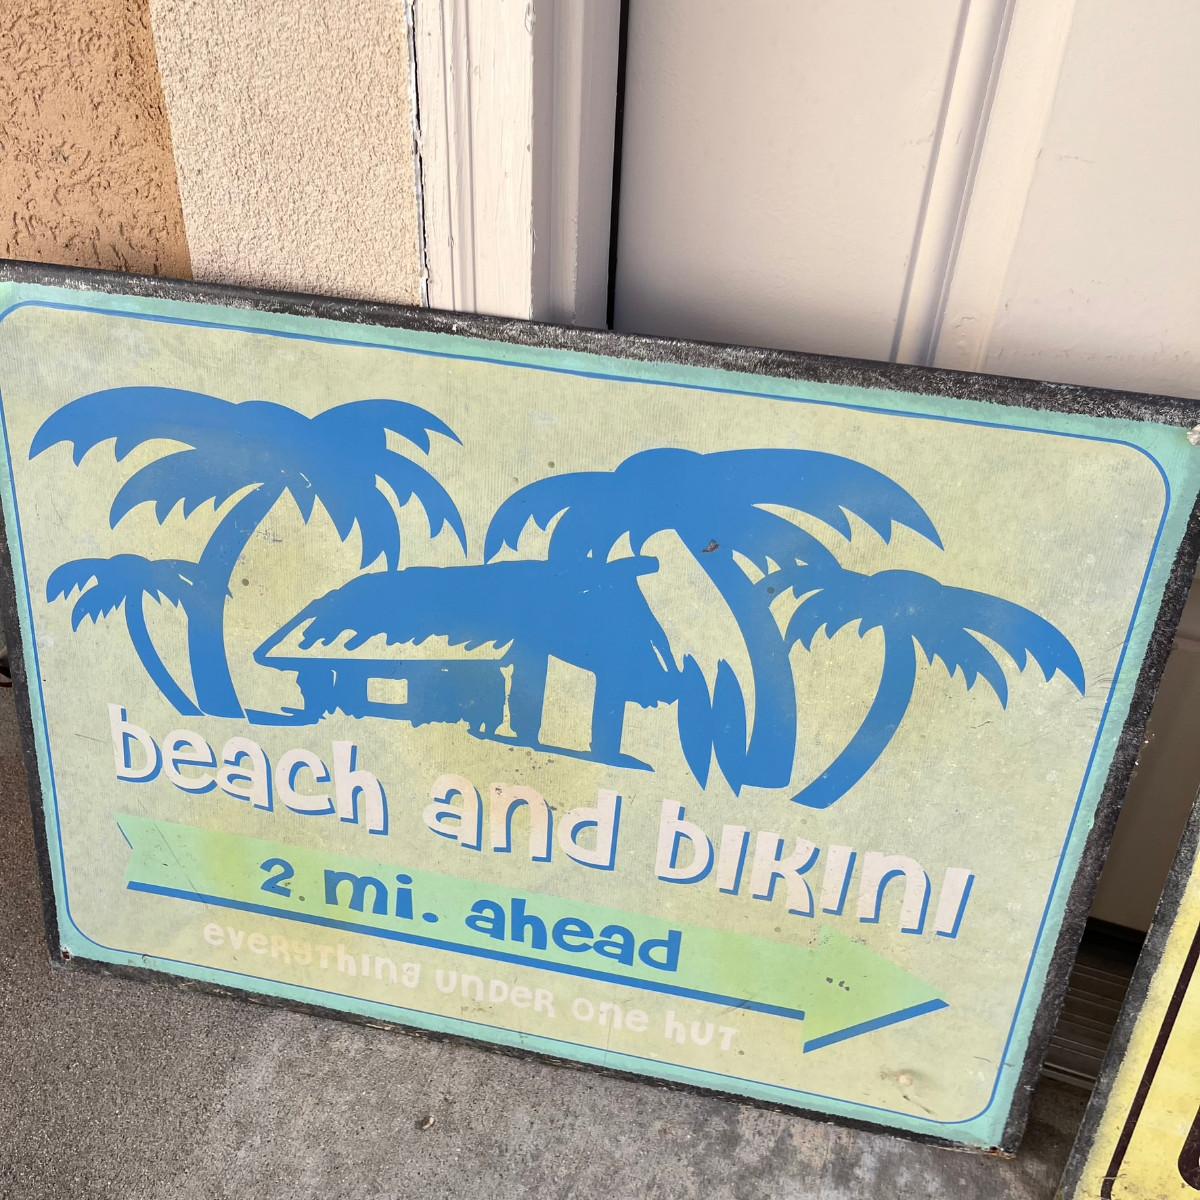 beach and bikini
2 mi. ahead
everything under one hut